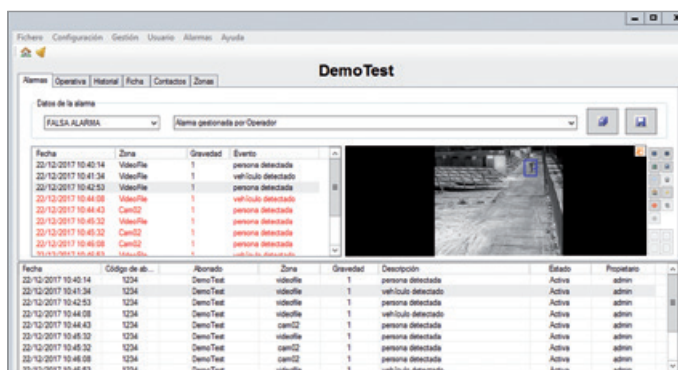 Fichero Configuración Gestión Usuario Alarmas Ayuda
DemoTest
Alarmas Operativa Historial Ficha Contactos Zonas
Datos de la alarma
FALSA ALARMA Alarma gestionada por Operador
Fecha Zona Gravedad Evento
22/12/2017 10:40:14 VideoFile 1 persona detectada
22/12/2017 10:41:34 VideoFile 1 vehículo detectado
22/12/2017 10:42:53 VideoFile 1 persona detectada
22/12/2017 10:44:08 VideoFile 1 vehículo detectado
22/12/2017 10:44:43 Cam02 1 persona detectada
22/12/2017 10:45:32 VideoFile 1 persona detectada
22/12/2017 10:45:32 Cam02 1 persona detectada
22/12/2017 10:46:08 Cam02 1 persona detectada
Fecha Código de ab... Abonado Zona Gravedad Descripción Estado Propietario
22/12/2017 10:40:14 1234 DemoTest videofile 1 persona detectada Activa admin
22/12/2017 10:41:34 1234 DemoTest videofile 1 vehículo detectado Activa admin
22/12/2017 10:42:53 1234 DemoTest videofile 1 persona detectada Activa admin
22/12/2017 10:44:08 1234 DemoTest videofile 1 vehículo detectado Activa admin
22/12/2017 10:44:43 1234 DemoTest cam02 1 persona detectada Activa admin
22/12/2017 10:45:32 1234 DemoTest videofile 1 persona detectada Activa admin
22/12/2017 10:45:32 1234 DemoTest cam02 1 persona detectada Activa admin
22/12/2017 10:46:08 1234 DemoTest cam02 1 persona detectada Activa admin